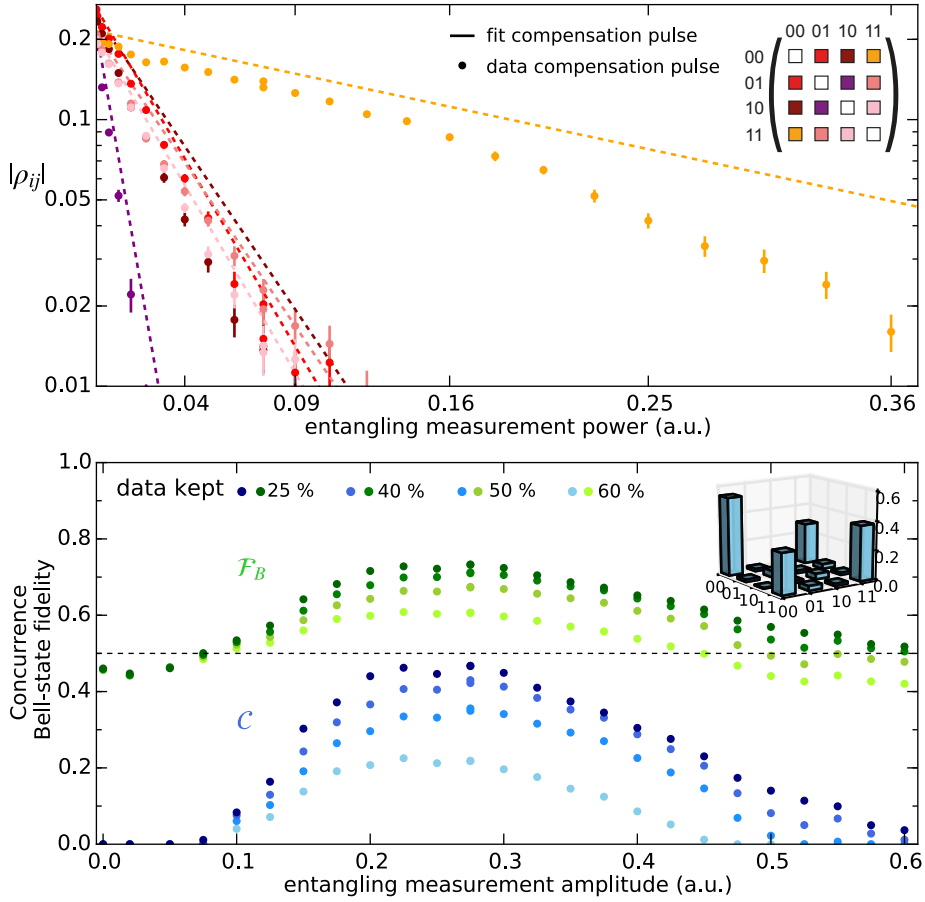 0.2
0.1
0.05
0.02
0.01
|ρij|
fit compensation pulse
data compensation pulse
00 01 10 11
00
01
10
11
0.04 0.09 0.16 0.25 0.36
entangling measurement power (a.u.)
1.0
0.8
0.6
0.4
0.2
0.0
Concurrence
Bell-state fidelity
data kept 25 % 40 % 50 % 60 %
F_B
C
0.6
0.4
0.2
0.0
00 01 10 11
00 01 10 11
0.0 0.1 0.2 0.3 0.4 0.5 0.6
entangling measurement amplitude (a.u.)